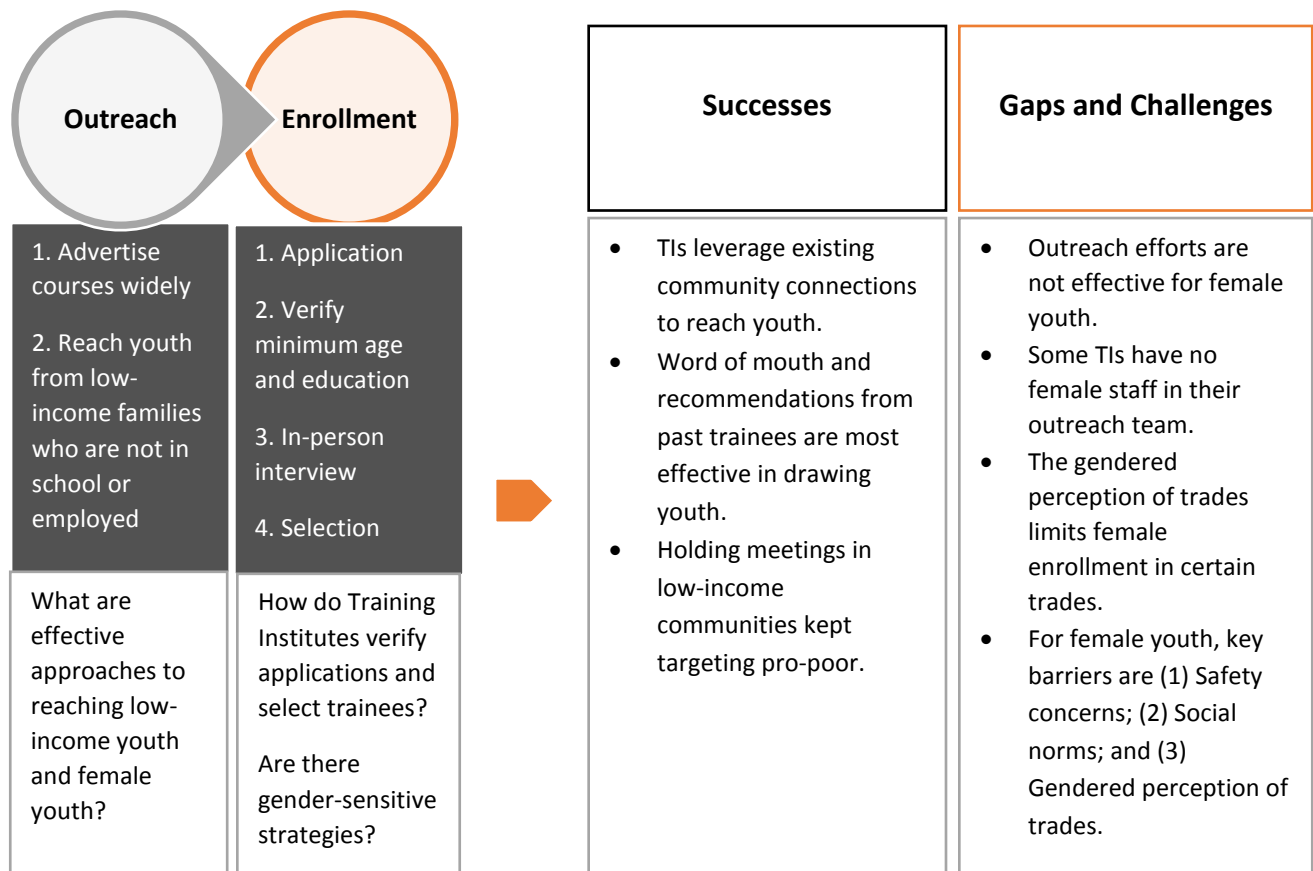 Outreach
Enrollment
1. Advertise
courses widely
2. Reach youth
from low-
income families
who are not in
school or
employed
What are
effective
approaches to
reaching low-
income youth
and female
youth?
1. Application
2. Verify
minimum age
and education
3. In-person
interview
4. Selection
How do Training
Institutes verify
applications and
select trainees?
Are there
gender-sensitive
strategies?
Successes
• TIs leverage existing
community connections
to reach youth.
• Word of mouth and
recommendations from
past trainees are most
effective in drawing
youth.
• Holding meetings in
low-income
communities kept
targeting pro-poor.
Gaps and Challenges
• Outreach efforts are
not effective for female
youth.
• Some TIs have no
female staff in their
outreach team.
• The gendered
perception of trades
limits female
enrollment in certain
trades.
• For female youth, key
barriers are (1) Safety
concerns; (2) Social
norms; and (3)
Gendered perception of
trades.